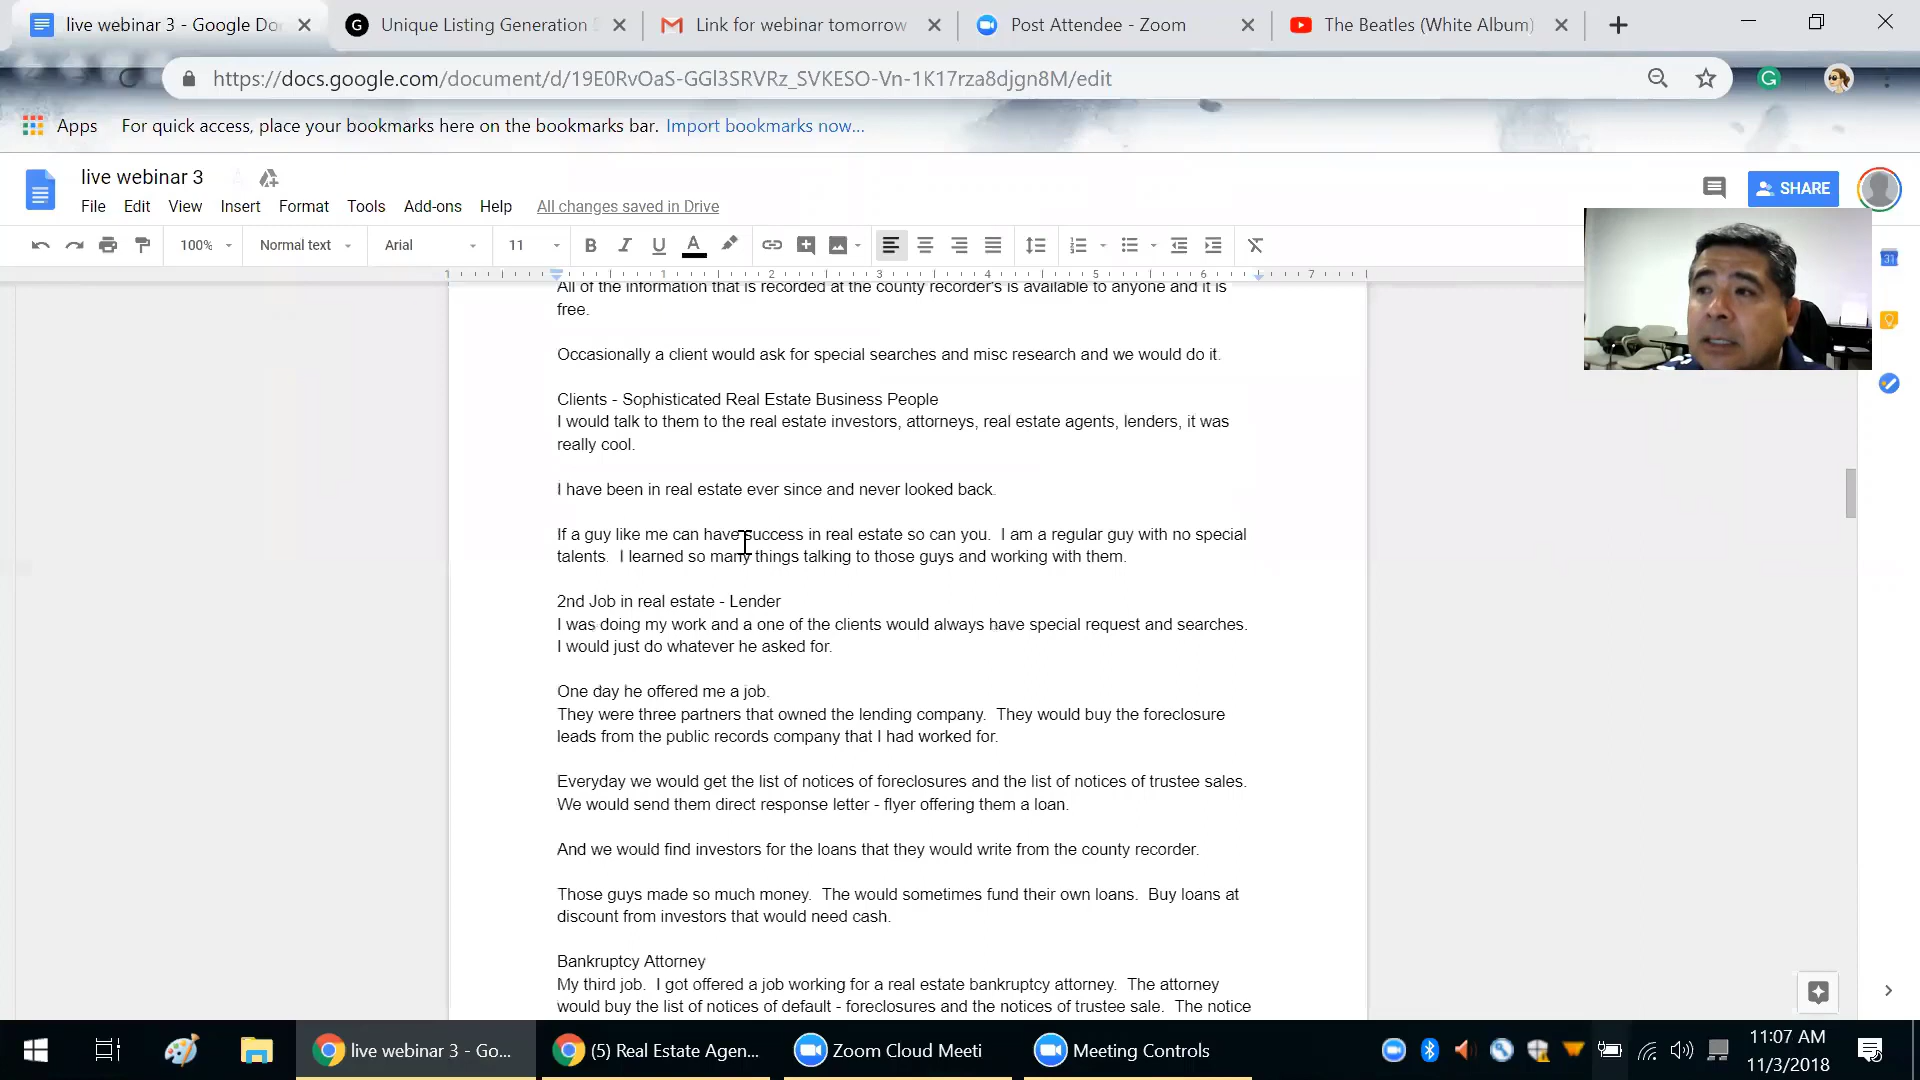 live webinar 3 - Google Do
Unique Listing Generation
Link for webinar tomorrow
Post Attendee - Zoom
The Beatles (White Album)
https://docs.google.com/document/d/19E0RvOaS-GGl3SRVRz_SVKESO-Vn-1K17rza8djgn8M/edit
Apps For quick access, place your bookmarks here on the bookmarks bar. Import bookmarks now...
live webinar 3
SHARE
File Edit View Insert Format Tools Add-ons Help All changes saved in Drive
100% Normal text Arial 11
1 1 2 3 4 5 6 7
All of the information that is recorded at the county recorder's is available to anyone and it is
free.
Occasionally a client would ask for special searches and misc research and we would do it.
Clients - Sophisticated Real Estate Business People
I would talk to them to the real estate investors, attorneys, real estate agents, lenders, it was
really cool.
I have been in real estate ever since and never looked back.
If a guy like me can have success in real estate so can you. I am a regular guy with no special
talents. I learned so many things talking to those guys and working with them.
2nd Job in real estate - Lender
I was doing my work and a one of the clients would always have special request and searches.
I would just do whatever he asked for.
One day he offered me a job.
They were three partners that owned the lending company. They would buy the foreclosure
leads from the public records company that I had worked for.
Everyday we would get the list of notices of foreclosures and the list of notices of trustee sales.
We would send them direct response letter - flyer offering them a loan.
And we would find investors for the loans that they would write from the county recorder.
Those guys made so much money. The would sometimes fund their own loans. Buy loans at
discount from investors that would need cash.
Bankruptcy Attorney
My third job. I got offered a job working for a real estate bankruptcy attorney. The attorney
would buy the list of notices of default - foreclosures and the notices of trustee sale. The notice
live webinar 3 - Go...
(5) Real Estate Agen...
Zoom Cloud Meeti
Meeting Controls
11:07 AM
11/3/2018